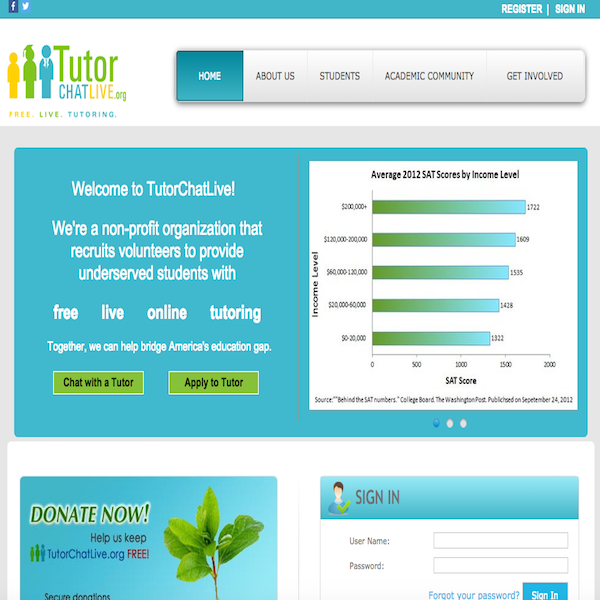 REGISTER | SIGN IN
Tutor
CHATLIVE.org
FREE. LIVE. TUTORING.
HOME ABOUT US STUDENTS ACADEMIC COMMUNITY GET INVOLVED
Welcome to TutorChatLive!
We're a non-profit organization that
recruits volunteers to provide
underserved students with
free live online tutoring
Together, we can help bridge America's education gap.
Chat with a Tutor Apply to Tutor
Average 2012 SAT Scores by Income Level
Income Level
$200,000+ 1722
$120,000-200,000 1609
$60,000-120,000 1535
$20,000-60,000 1428
$0-20,000 1322
0 500 1000 1500 2000
SAT Score
Source:""Behind the SAT numbers." College Board. The Washington Post. Publichsed on Sepetember 24, 2012
DONATE NOW!
Help us keep
TutorChatLive.org FREE!
Secure donations
SIGN IN
User Name:
Password:
Forgot your password? Sign In